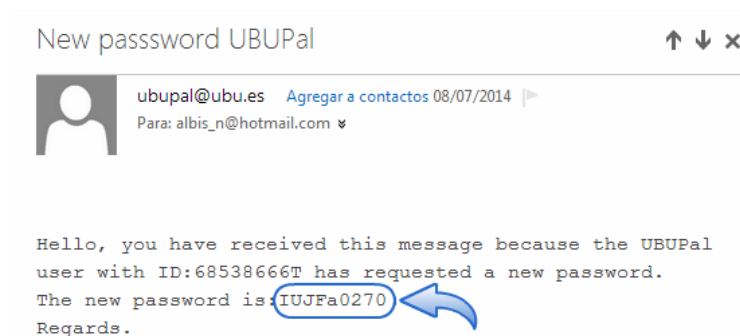 New passsword UBUPal
ubupal@ubu.es Agregar a contactos 08/07/2014
Para: albis_n@hotmail.com
Hello, you have received this message because the UBUPal
user with ID:68538666T has requested a new password.
The new password is:IUJFa0270
Regards.